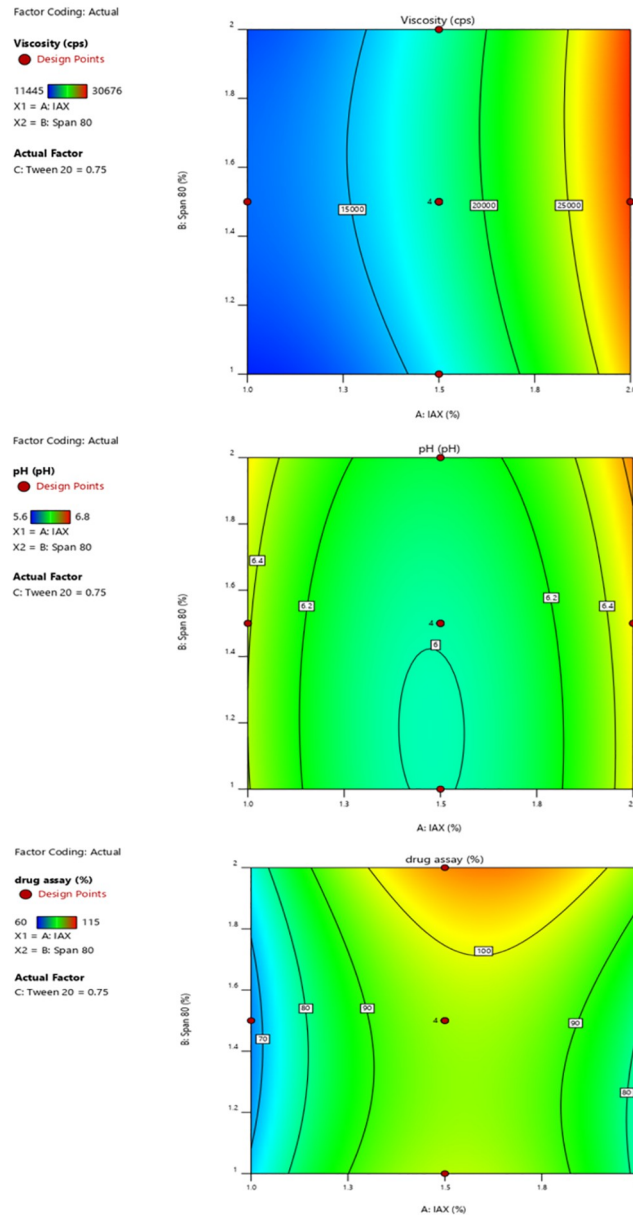 Factor Coding: Actual
Viscosity (cps)
Design Points
11445 30676
X1 = A: IAX
X2 = B: Span 80
Actual Factor
C: Tween 20 = 0.75
Viscosity (cps)
B: Span 80 (%)
2
1.8
1.6
1.4
1.2
1
15000
4
20000
25000
1.0 1.3 1.5 1.8 2.0
A: IAX (%)
Factor Coding: Actual
pH (pH)
Design Points
5.6 6.8
X1 = A: IAX
X2 = B: Span 80
Actual Factor
C: Tween 20 = 0.75
pH (pH)
B: Span 80 (%)
2
1.8
1.6
1.4
1.2
1
6.4
6.2
6.2
6.4
4
6
1.0 1.3 1.5 1.8
A: IAX (%)
Factor Coding: Actual
drug assay (%)
Design Points
60 115
X1 = A: IAX
X2 = B: Span 80
Actual Factor
C: Tween 20 = 0.75
drug assay (%)
B: Span 80 (%)
2
1.8
1.6
1.4
1.2
1
100
80
90
4
90
70
80
1.0 1.3 1.5 1.8
A: IAX (%)